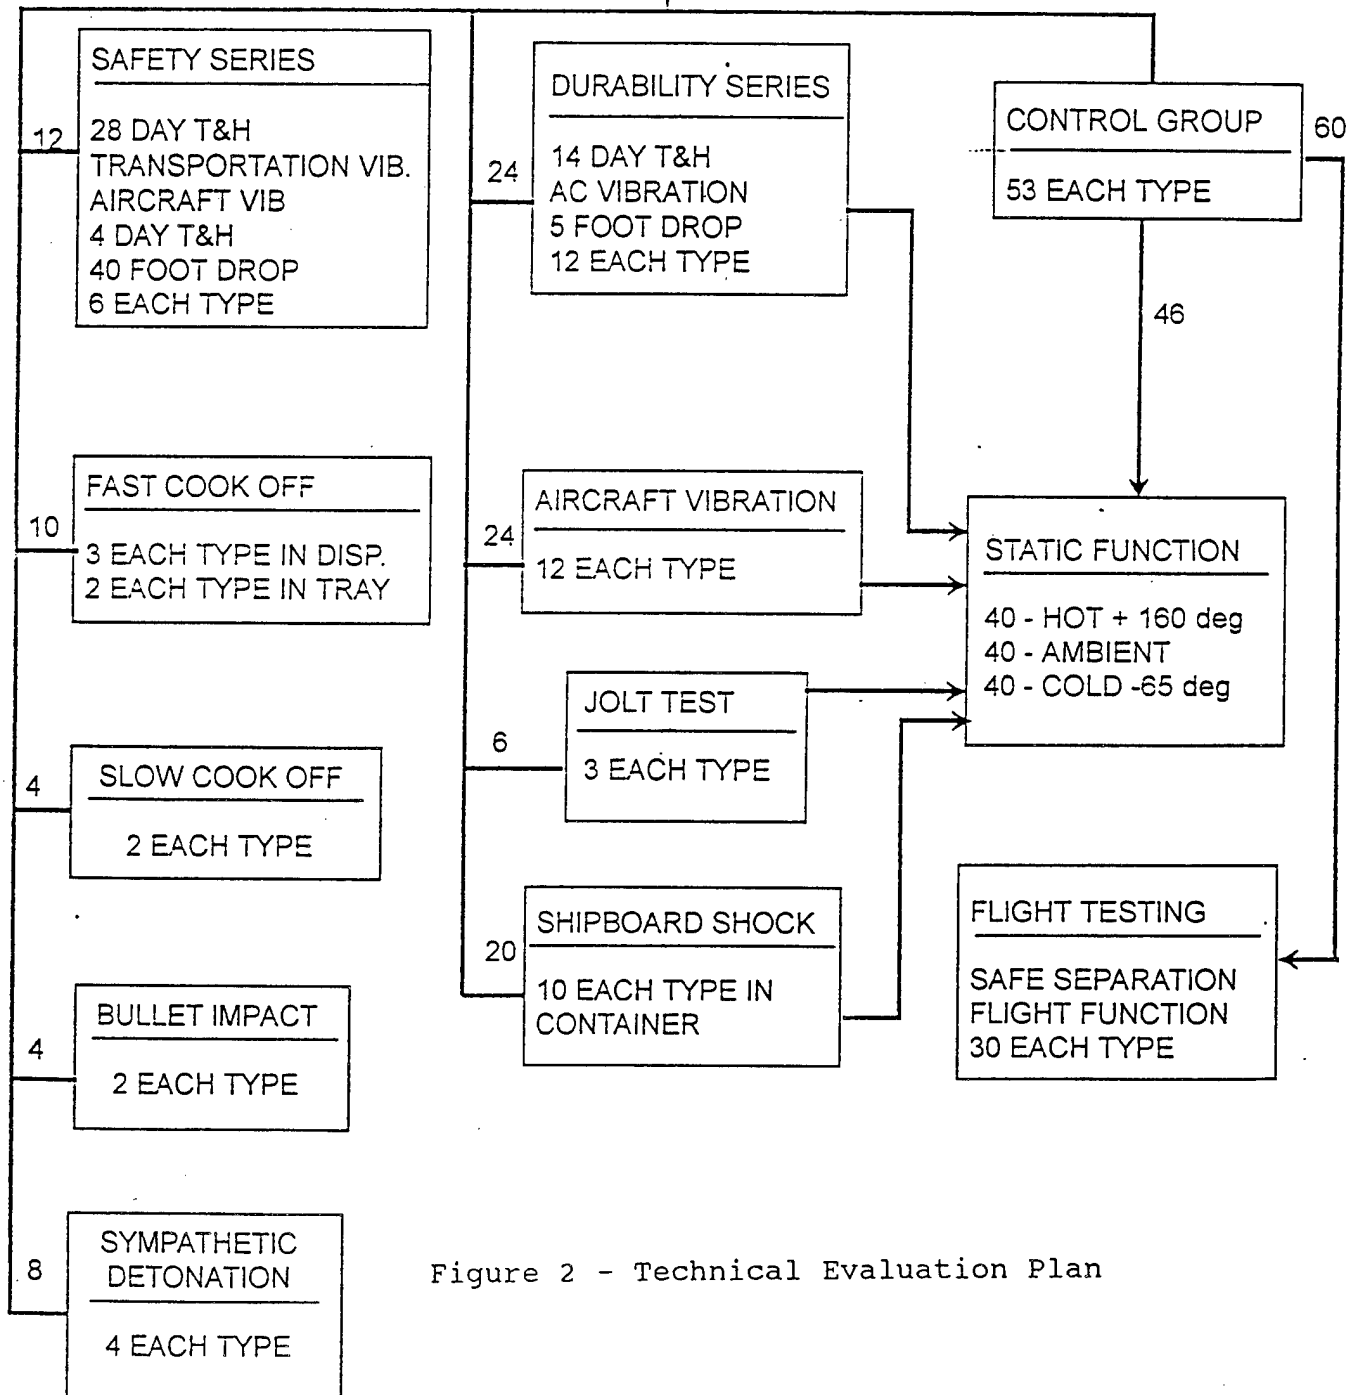 12
SAFETY SERIES
28 DAY T&H
TRANSPORTATION VIB.
AIRCRAFT VIB
4 DAY T&H
40 FOOT DROP
6 EACH TYPE
10
FAST COOK OFF
3 EACH TYPE IN DISP.
2 EACH TYPE IN TRAY
4
SLOW COOK OFF
2 EACH TYPE
4
BULLET IMPACT
2 EACH TYPE
8
SYMPATHETIC
DETONATION
4 EACH TYPE
24
DURABILITY SERIES
14 DAY T&H
AC VIBRATION
5 FOOT DROP
12 EACH TYPE
24
AIRCRAFT VIBRATION
12 EACH TYPE
6
JOLT TEST
3 EACH TYPE
20
SHIPBOARD SHOCK
10 EACH TYPE IN
CONTAINER
CONTROL GROUP
53 EACH TYPE
60
46
STATIC FUNCTION
40 - HOT + 160 deg
40 - AMBIENT
40 - COLD -65 deg
FLIGHT TESTING
SAFE SEPARATION
FLIGHT FUNCTION
30 EACH TYPE
Figure 2 - Technical Evaluation Plan